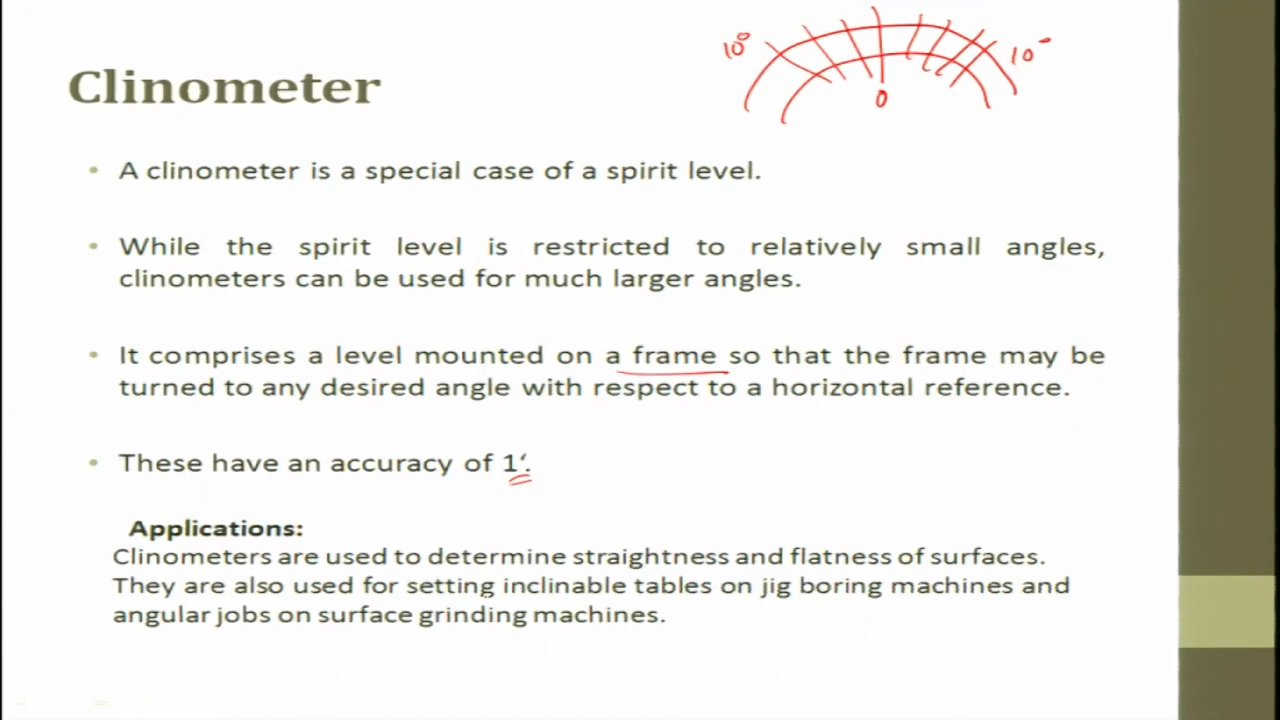 10°
10°
0
Clinometer
• A clinometer is a special case of a spirit level.
• While the spirit level is restricted to relatively small angles,
clinometers can be used for much larger angles.
• It comprises a level mounted on a frame so that the frame may be
turned to any desired angle with respect to a horizontal reference.
• These have an accuracy of 1‘.
Applications:
Clinometers are used to determine straightness and flatness of surfaces.
They are also used for setting inclinable tables on jig boring machines and
angular jobs on surface grinding machines.